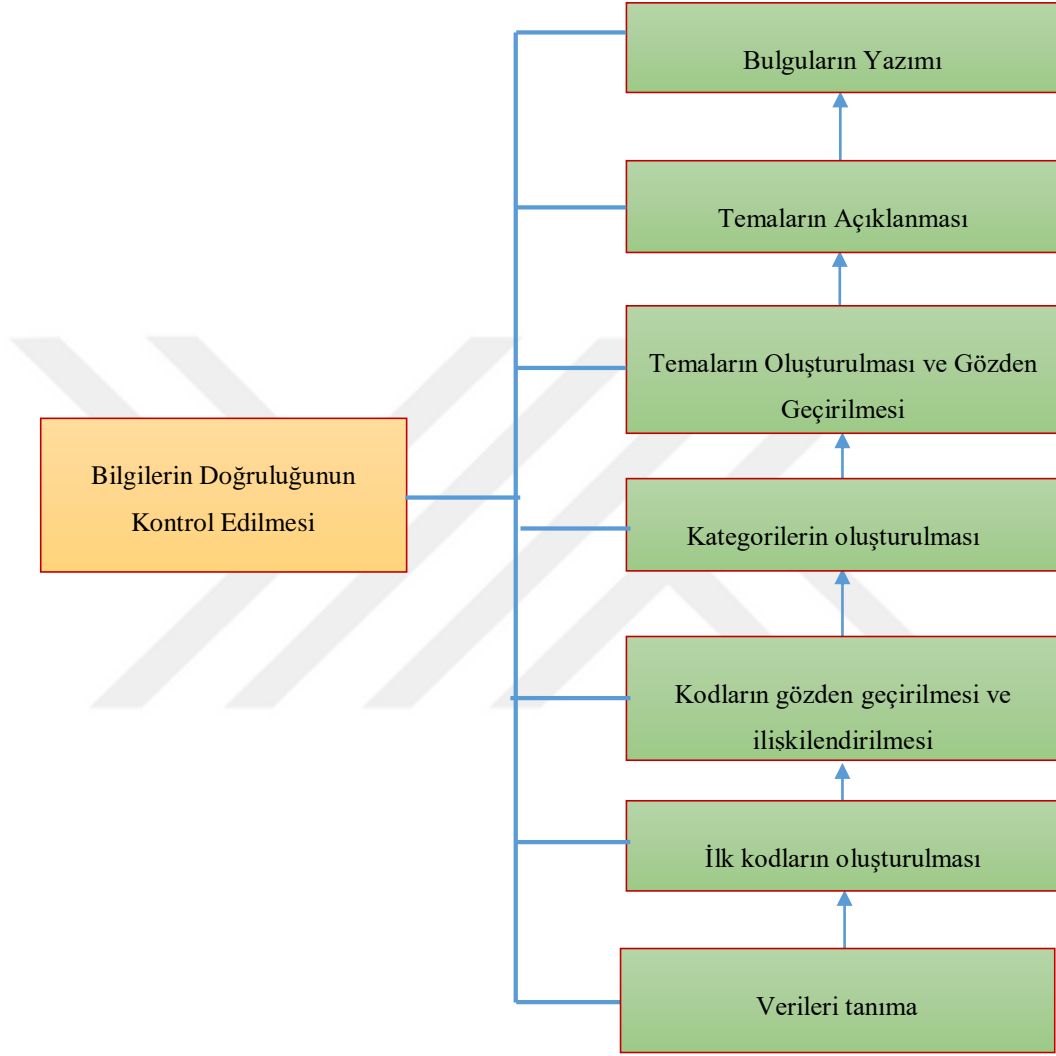 Bulguların Yazımı
Temaların Açıklanması
Temaların Oluşturulması ve Gözden
Geçirilmesi
Bilgilerin Doğruluğunun
Kontrol Edilmesi
Kategorilerin oluşturulması
Kodların gözden geçirilmesi ve
ilişkilendirilmesi
İlk kodların oluşturulması
Verileri tanıma